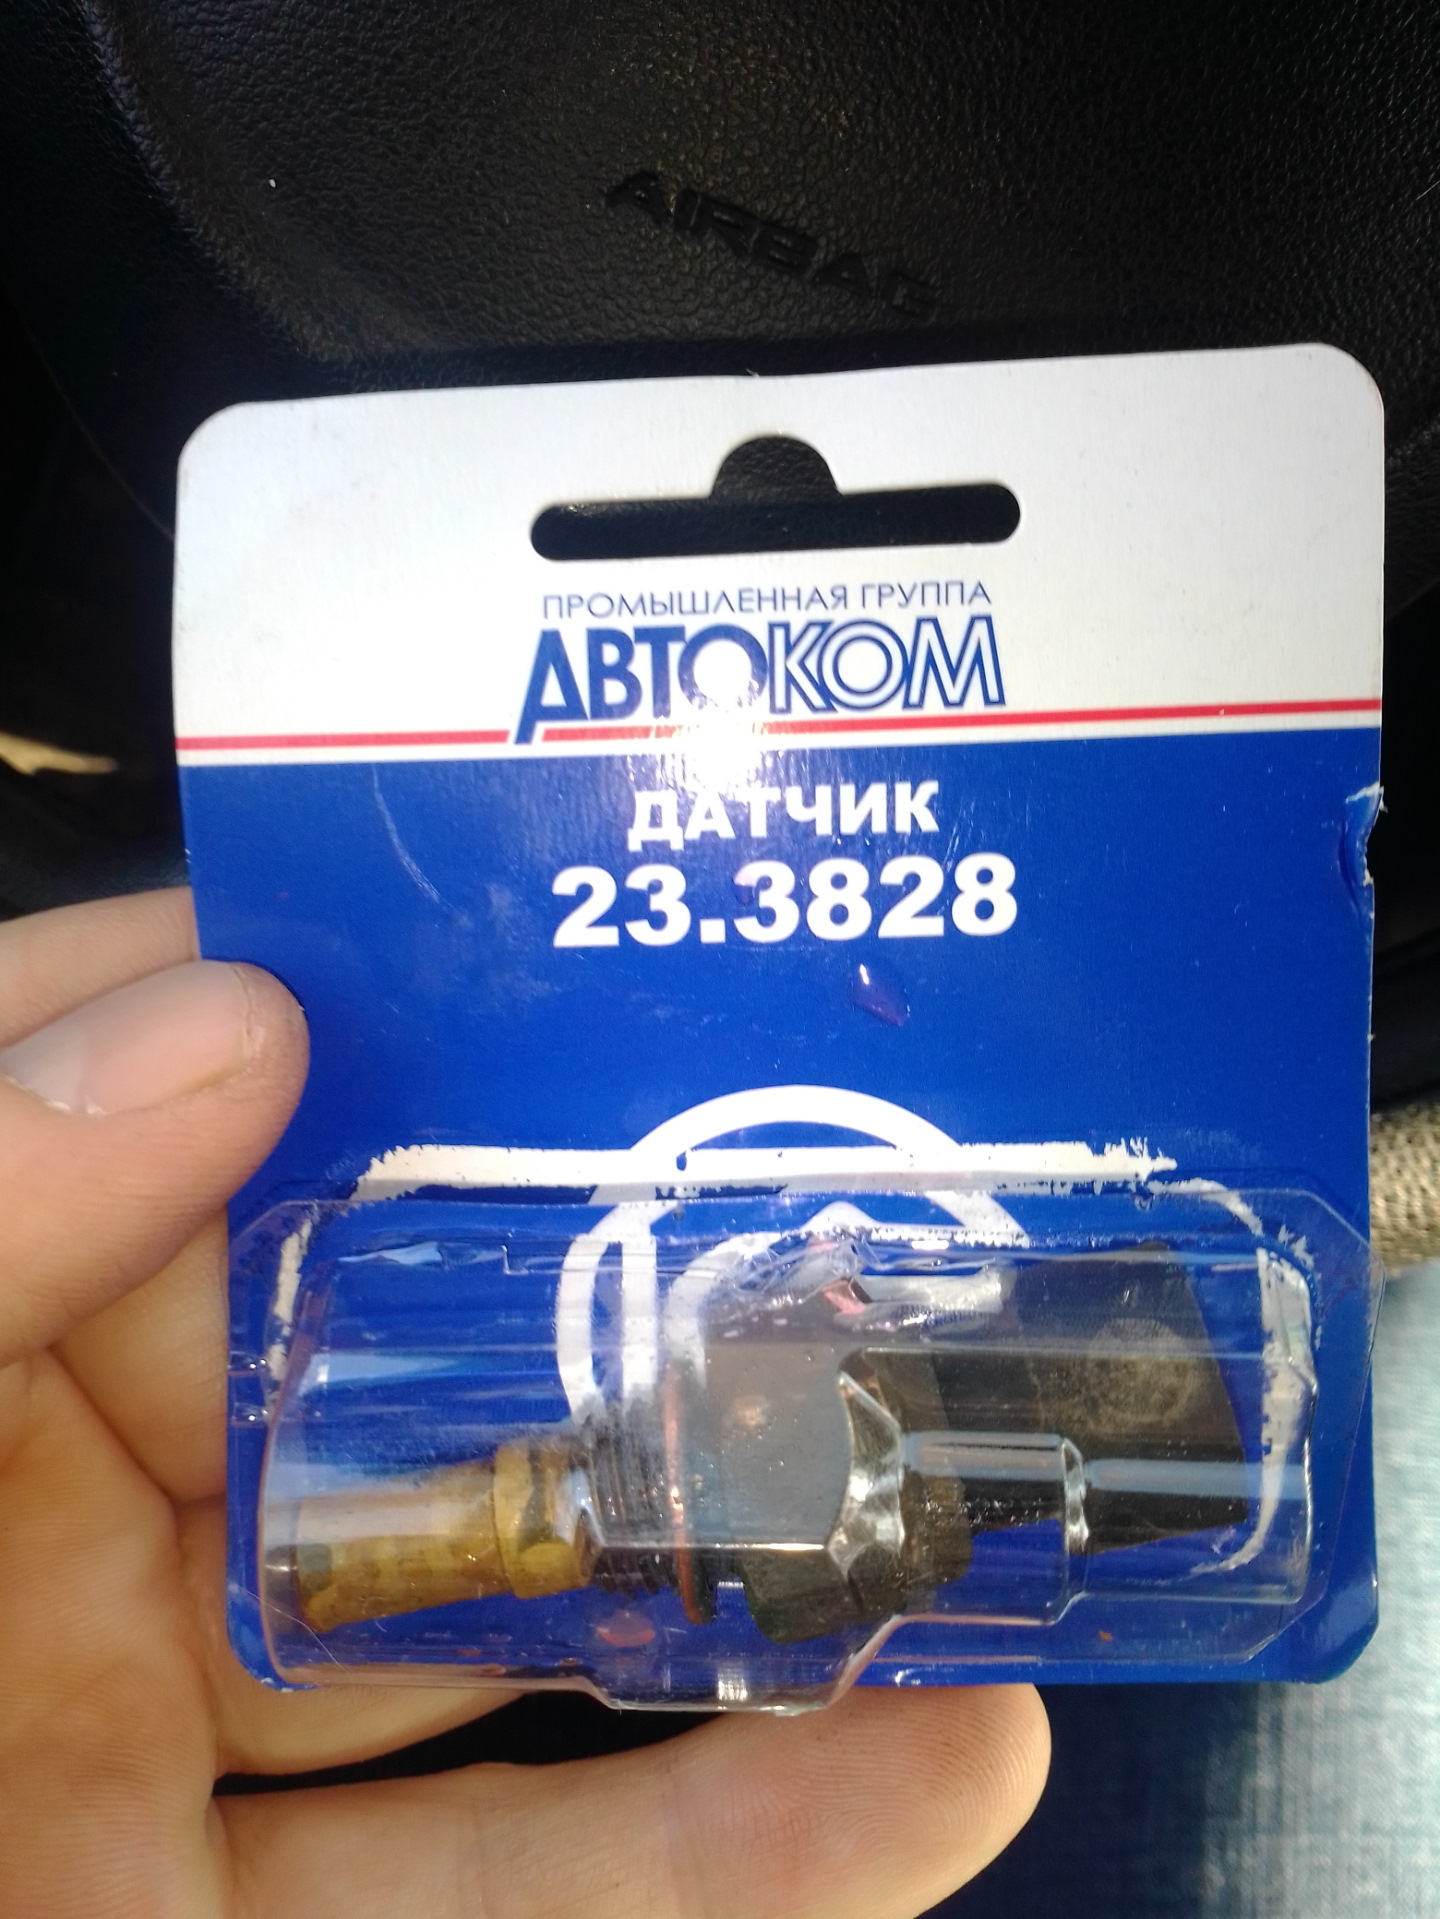 AIRBAG
ПРОМЫШЛЕННАЯ ГРУППА
АВТОКОМ
ДАТЧИК
23.3828